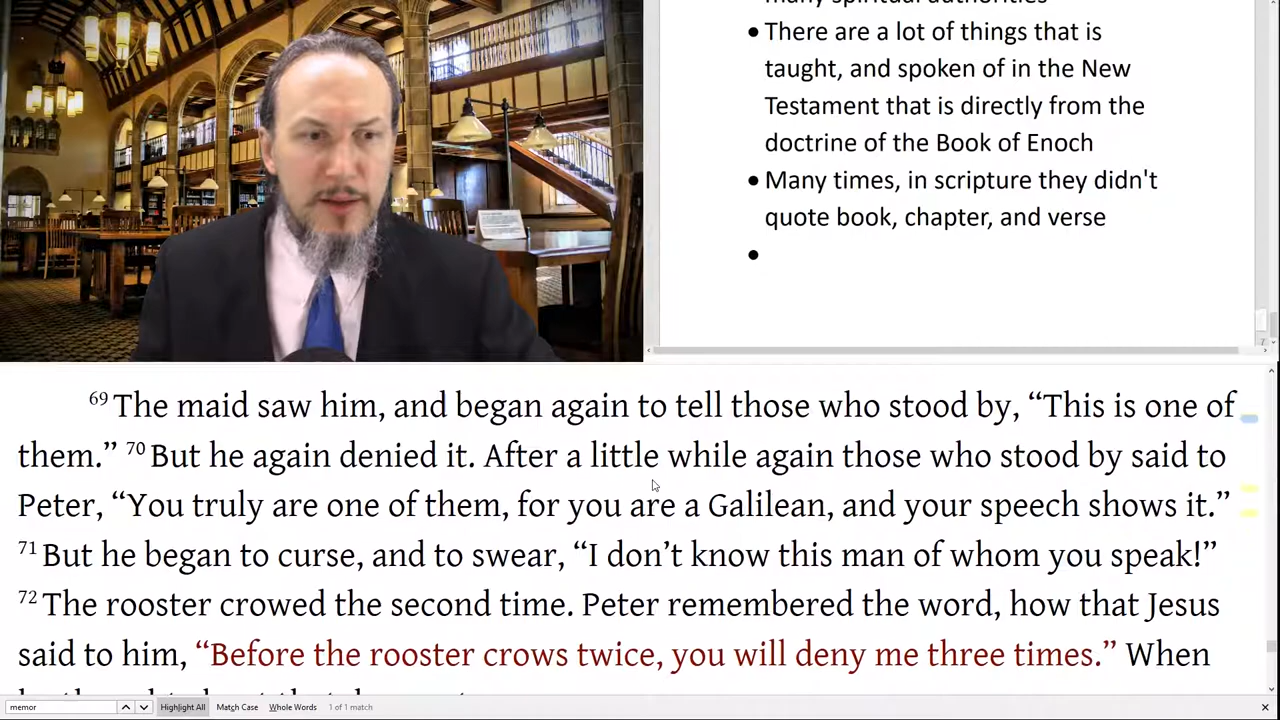 many spiritual authorities
• There are a lot of things that is
taught, and spoken of in the New
Testament that is directly from the
doctrine of the Book of Enoch
• Many times, in scripture they didn't
quote book, chapter, and verse
•
69 The maid saw him, and began again to tell those who stood by, “This is one of
them.” 70 But he again denied it. After a little while again those who stood by said to
Peter, “You truly are one of them, for you are a Galilean, and your speech shows it.”
71 But he began to curse, and to swear, “I don’t know this man of whom you speak!”
72 The rooster crowed the second time. Peter remembered the word, how that Jesus
said to him, “Before the rooster crows twice, you will deny me three times.” When
memor Highlight All Match Case Whole Words 1 of 1 match